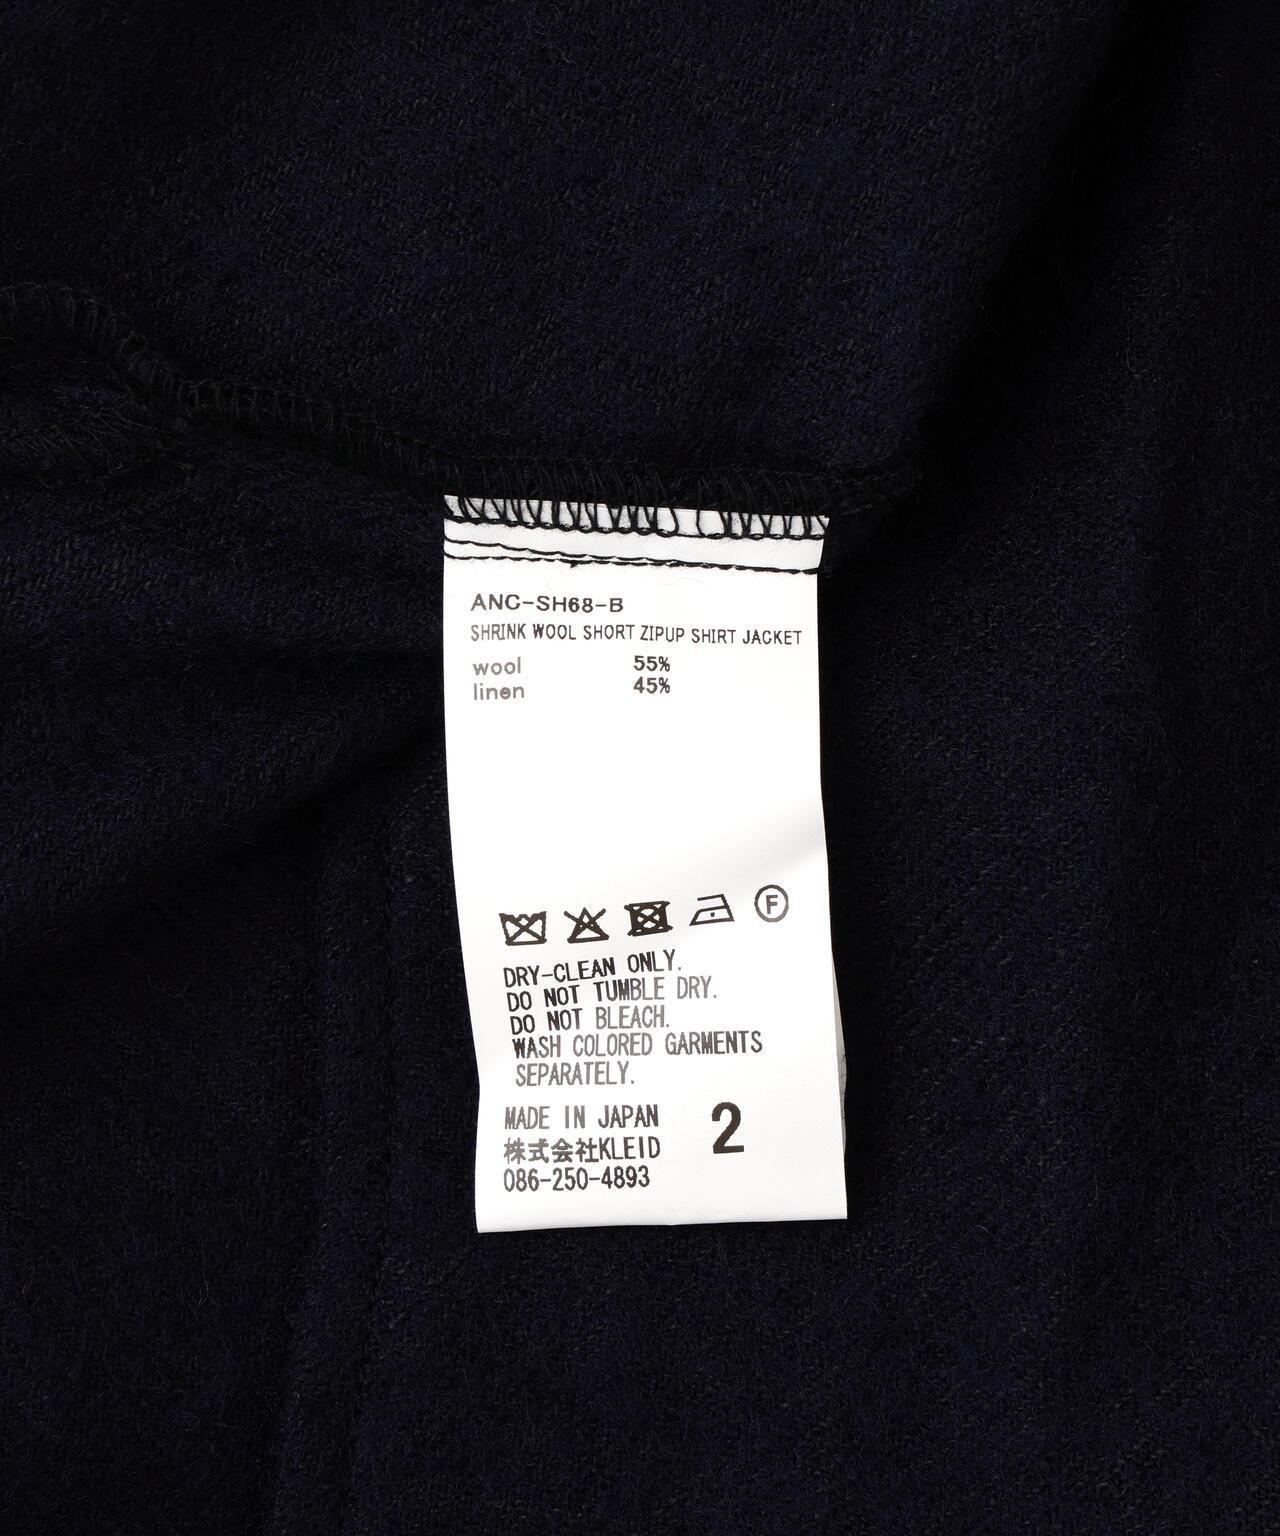 ANC-SH68-B
SHRINK WOOL SHORT ZIPUP SHIRT JACKET
wool 55%
linen 45%
F
DRY-CLEAN ONLY.
DO NOT TUMBLE DRY.
DO NOT BLEACH.
WASH COLORED GARMENTS
SEPARATELY.
MADE IN JAPAN
株式会社KLEID
086-250-4893
2